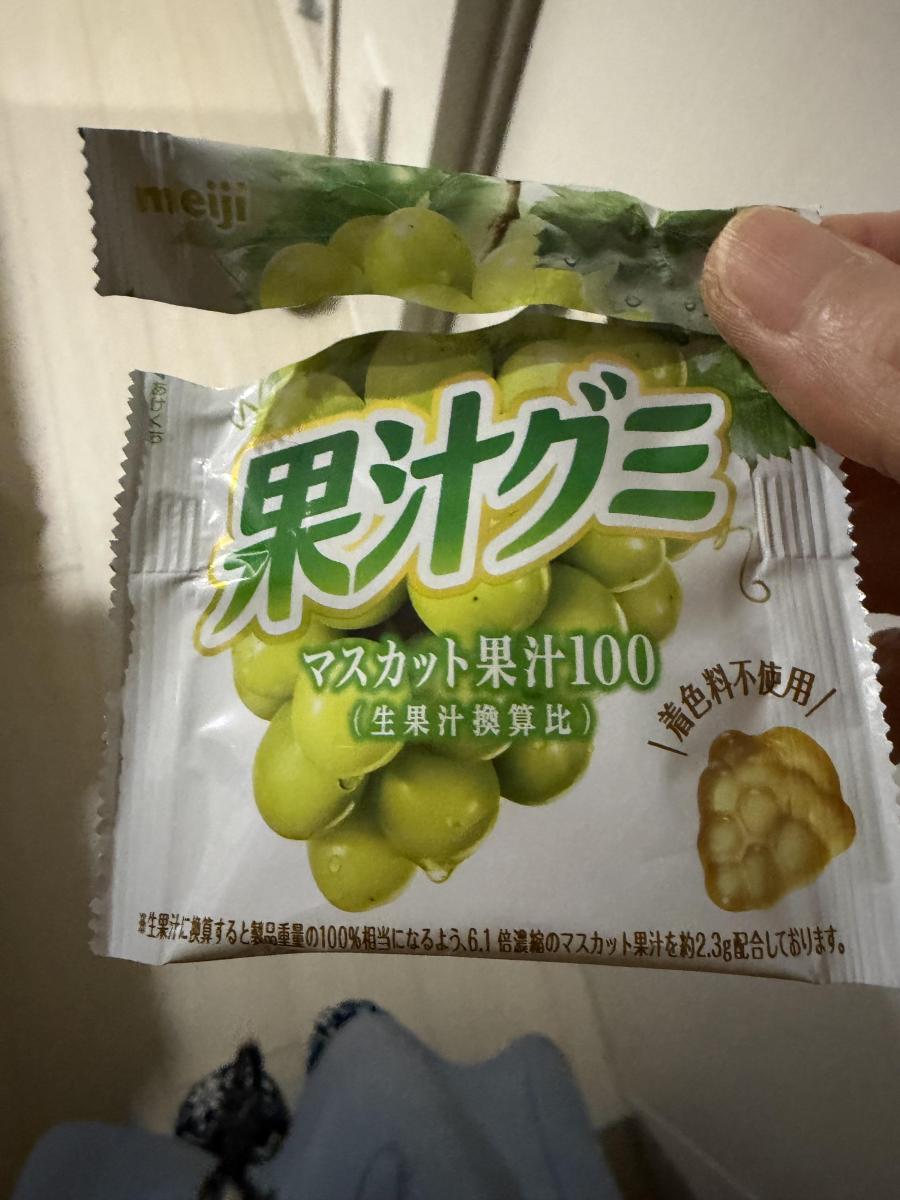 meiji
あけくち
果汁グミ
マスカット果汁100
(生果汁換算比)
着色料不使用
※生果汁に換算すると製品重量の100%相当になるよう、6.1倍濃縮のマスカット果汁を約2.3g配合しております。